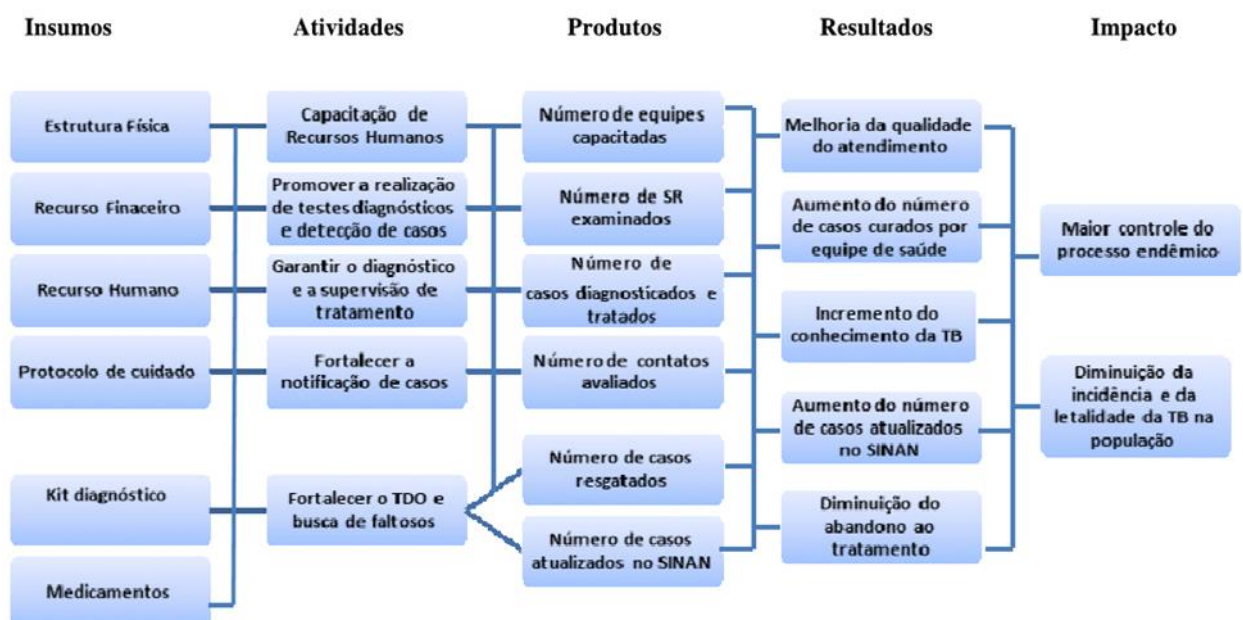 Insumos
Atividades
Produtos
Resultados
Impacto
Estrutura Física
Recurso Finaceiro
Recurso Humano
Protocolo de cuidado
Kit diagnóstico
Medicamentos
Capacitação de
Recursos Humanos
Promover a realização
de testes diagnósticos
e detecção de casos
Garantir o diagnóstico
e a supervisão de
tratamento
Fortalecer a
notificação de casos
Fortalecer o TDO e
busca de faltosos
Número de equipes
capacitadas
Número de SR
examinados
Número de
casos diagnosticados e
tratados
Número de contatos
avaliados
Número de casos
resgatados
Número de casos
atualizados no SINAN
Melhoria da qualidade
do atendimento
Aumento do número
de casos curados por
equipe de saúde
Incremento do
conhecimento da TB
Aumento do número
de casos atualizados
no SINAN
Diminuição do
abandono ao
tratamento
Maior controle do
processo endêmico
Diminuição da
incidência e da
letalidade da TB na
população